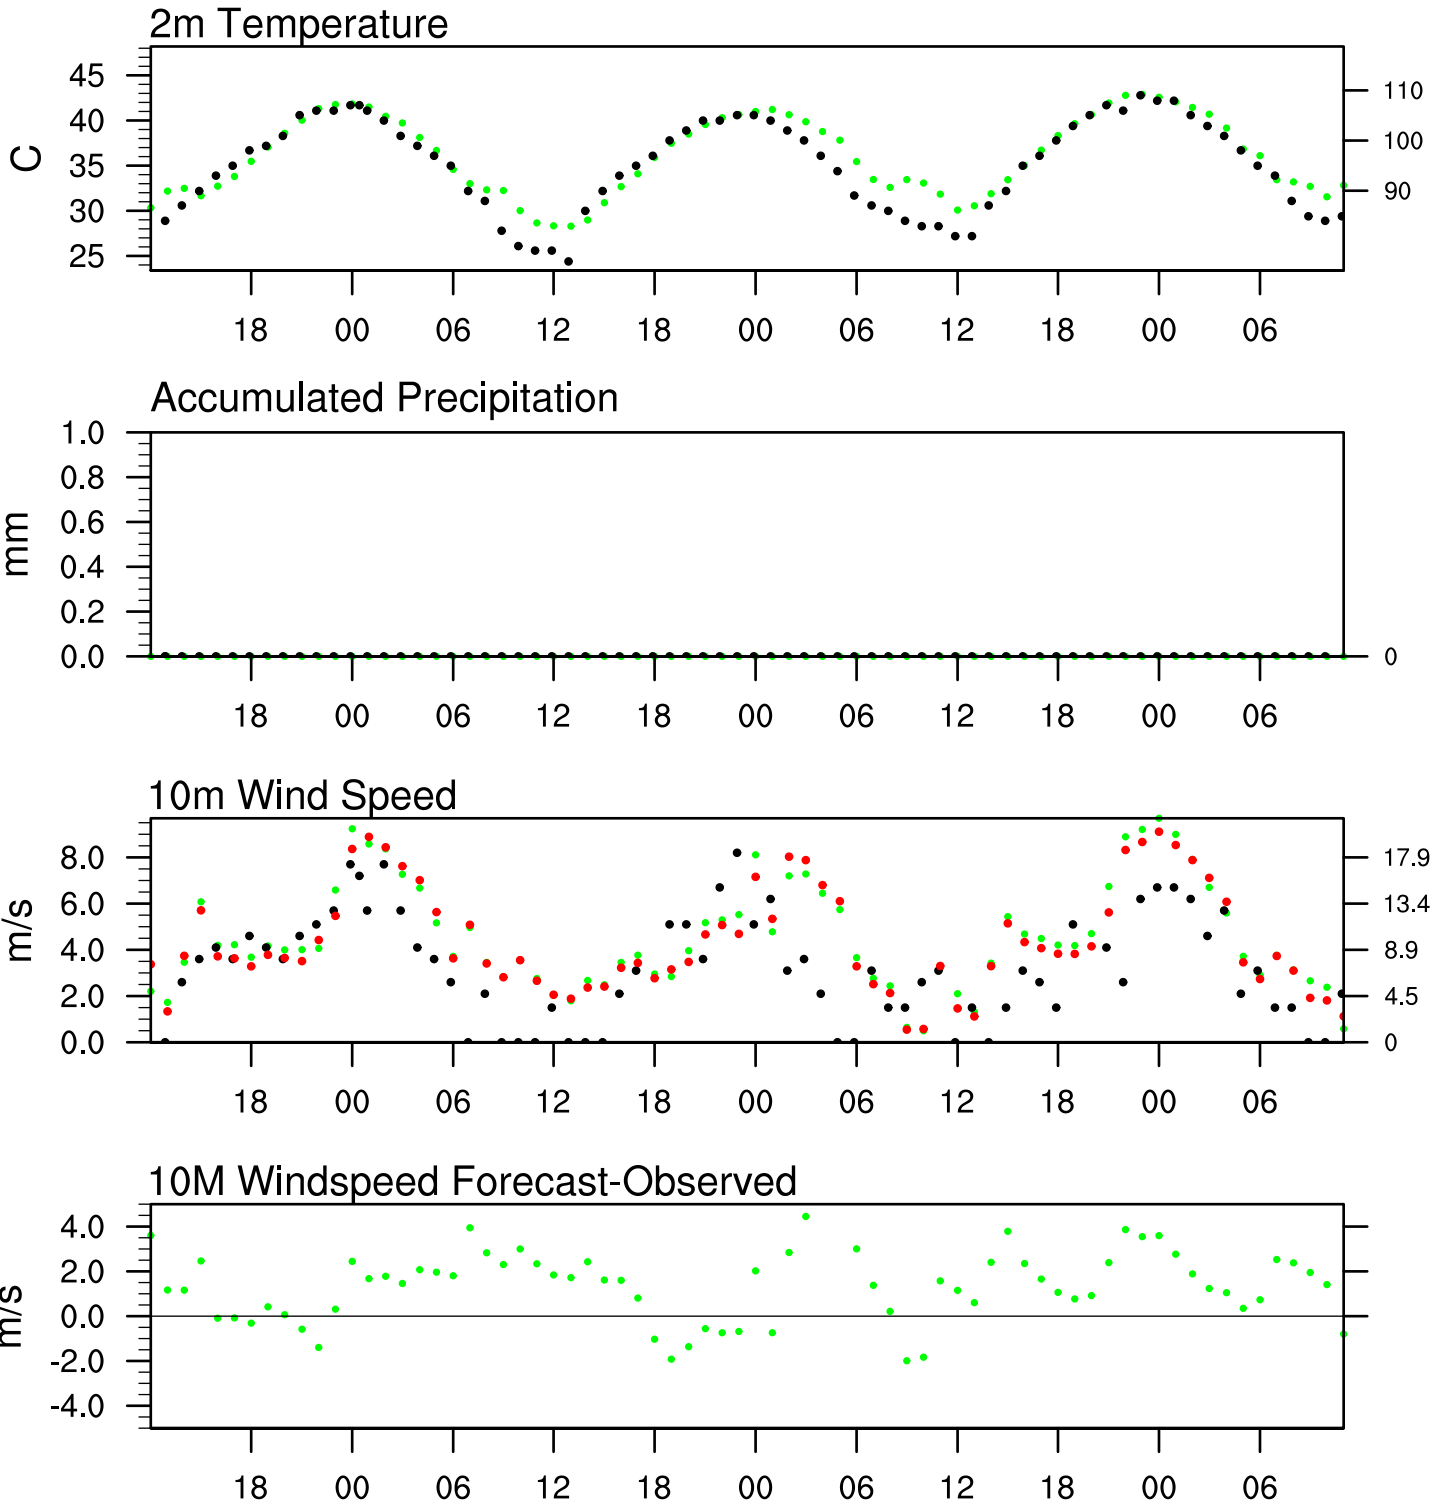 2m Temperature
45
40
35
30
25
C
110
100
90
18 00 06 12 18 00 06 12 18 00 06
Accumulated Precipitation
1.0
0.8
0.6
0.4
0.2
0.0
mm
0
18 00 06 12 18 00 06 12 18 00 06
10m Wind Speed
8.0
6.0
4.0
2.0
0.0
m/s
17.9
13.4
8.9
4.5
0
18 00 06 12 18 00 06 12 18 00 06
10M Windspeed Forecast-Observed
4.0
2.0
0.0
-2.0
-4.0
m/s
18 00 06 12 18 00 06 12 18 00 06